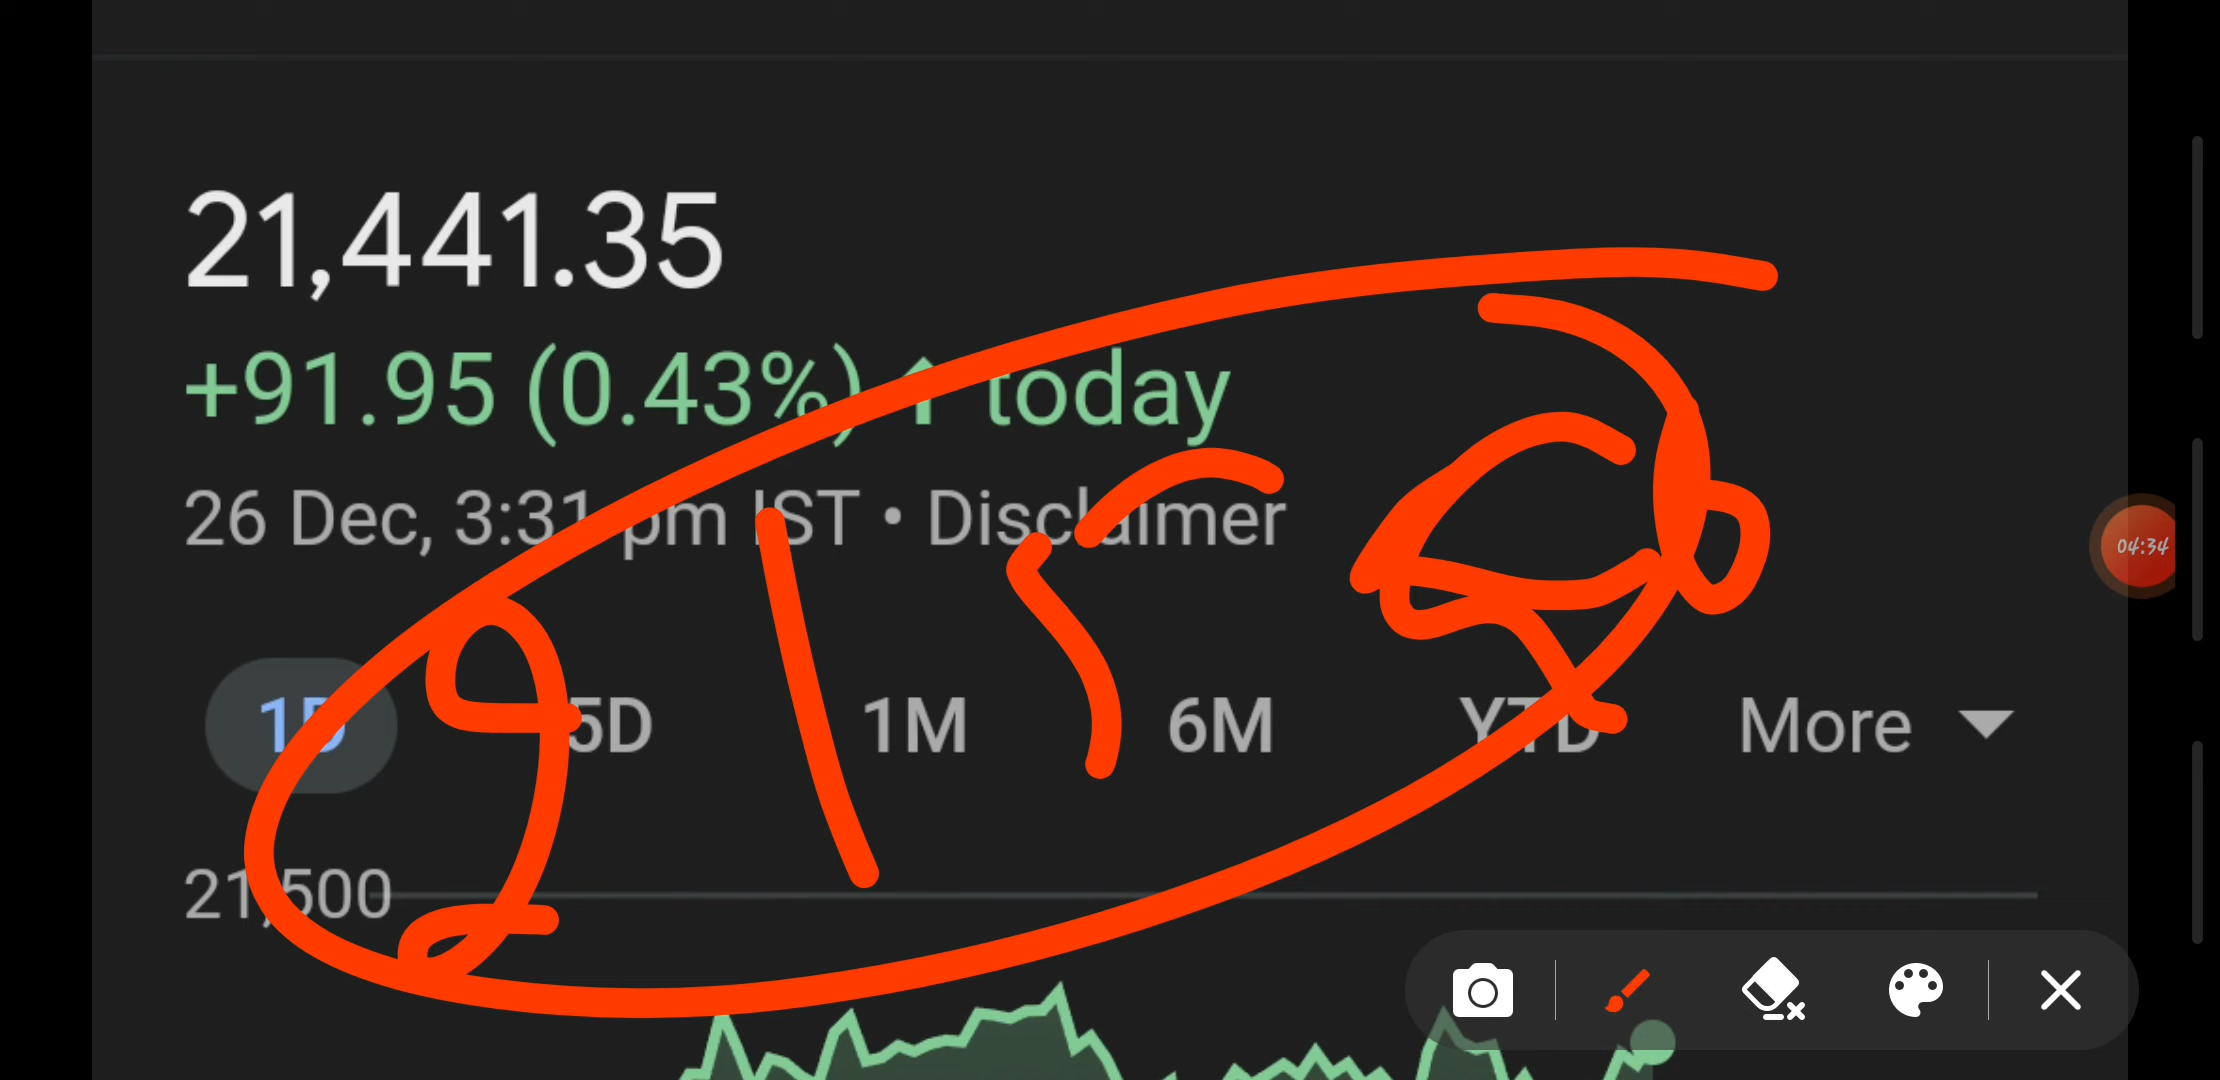 21,441.35
+91.95 (0.43%) ↑ today
26 Dec, 3:31 pm IST • Disclaimer
1D 5D 1M 6M YTD More
21,500
04:34